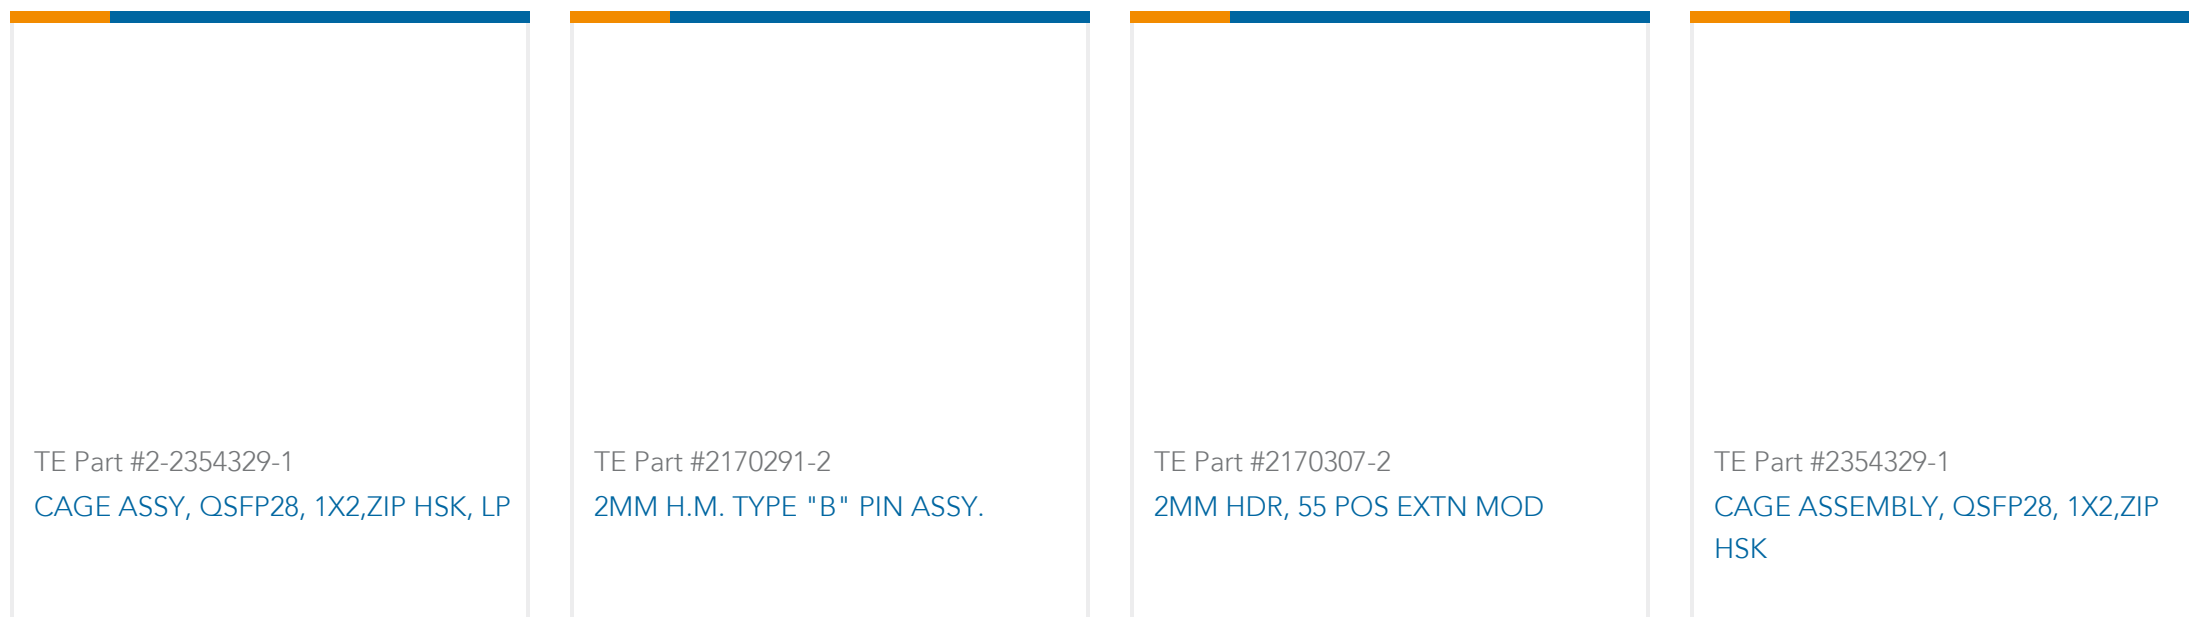 TE Part #2-2354329-1
CAGE ASSY, QSFP28, 1X2,ZIP HSK, LP
TE Part #2170291-2
2MM H.M. TYPE "B" PIN ASSY.
TE Part #2170307-2
2MM HDR, 55 POS EXTN MOD
TE Part #2354329-1
CAGE ASSEMBLY, QSFP28, 1X2,ZIP
HSK